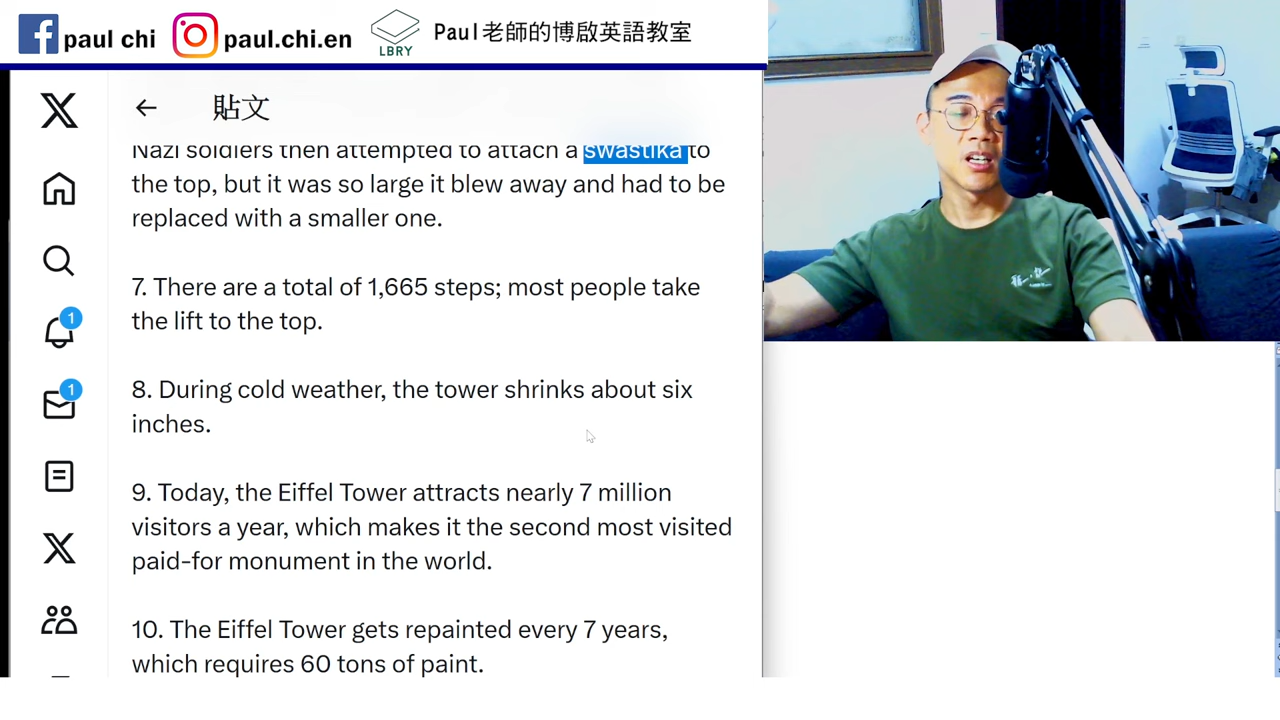 paul chi
paul.chi.en
LBRY
Paul老師的博啟英語教室
貼文
Nazi soldiers then attempted to attach a swastika to
the top, but it was so large it blew away and had to be
replaced with a smaller one.
7. There are a total of 1,665 steps; most people take
the lift to the top.
1
8. During cold weather, the tower shrinks about six
inches.
1
9. Today, the Eiffel Tower attracts nearly 7 million
visitors a year, which makes it the second most visited
paid-for monument in the world.
10. The Eiffel Tower gets repainted every 7 years,
which requires 60 tons of paint.